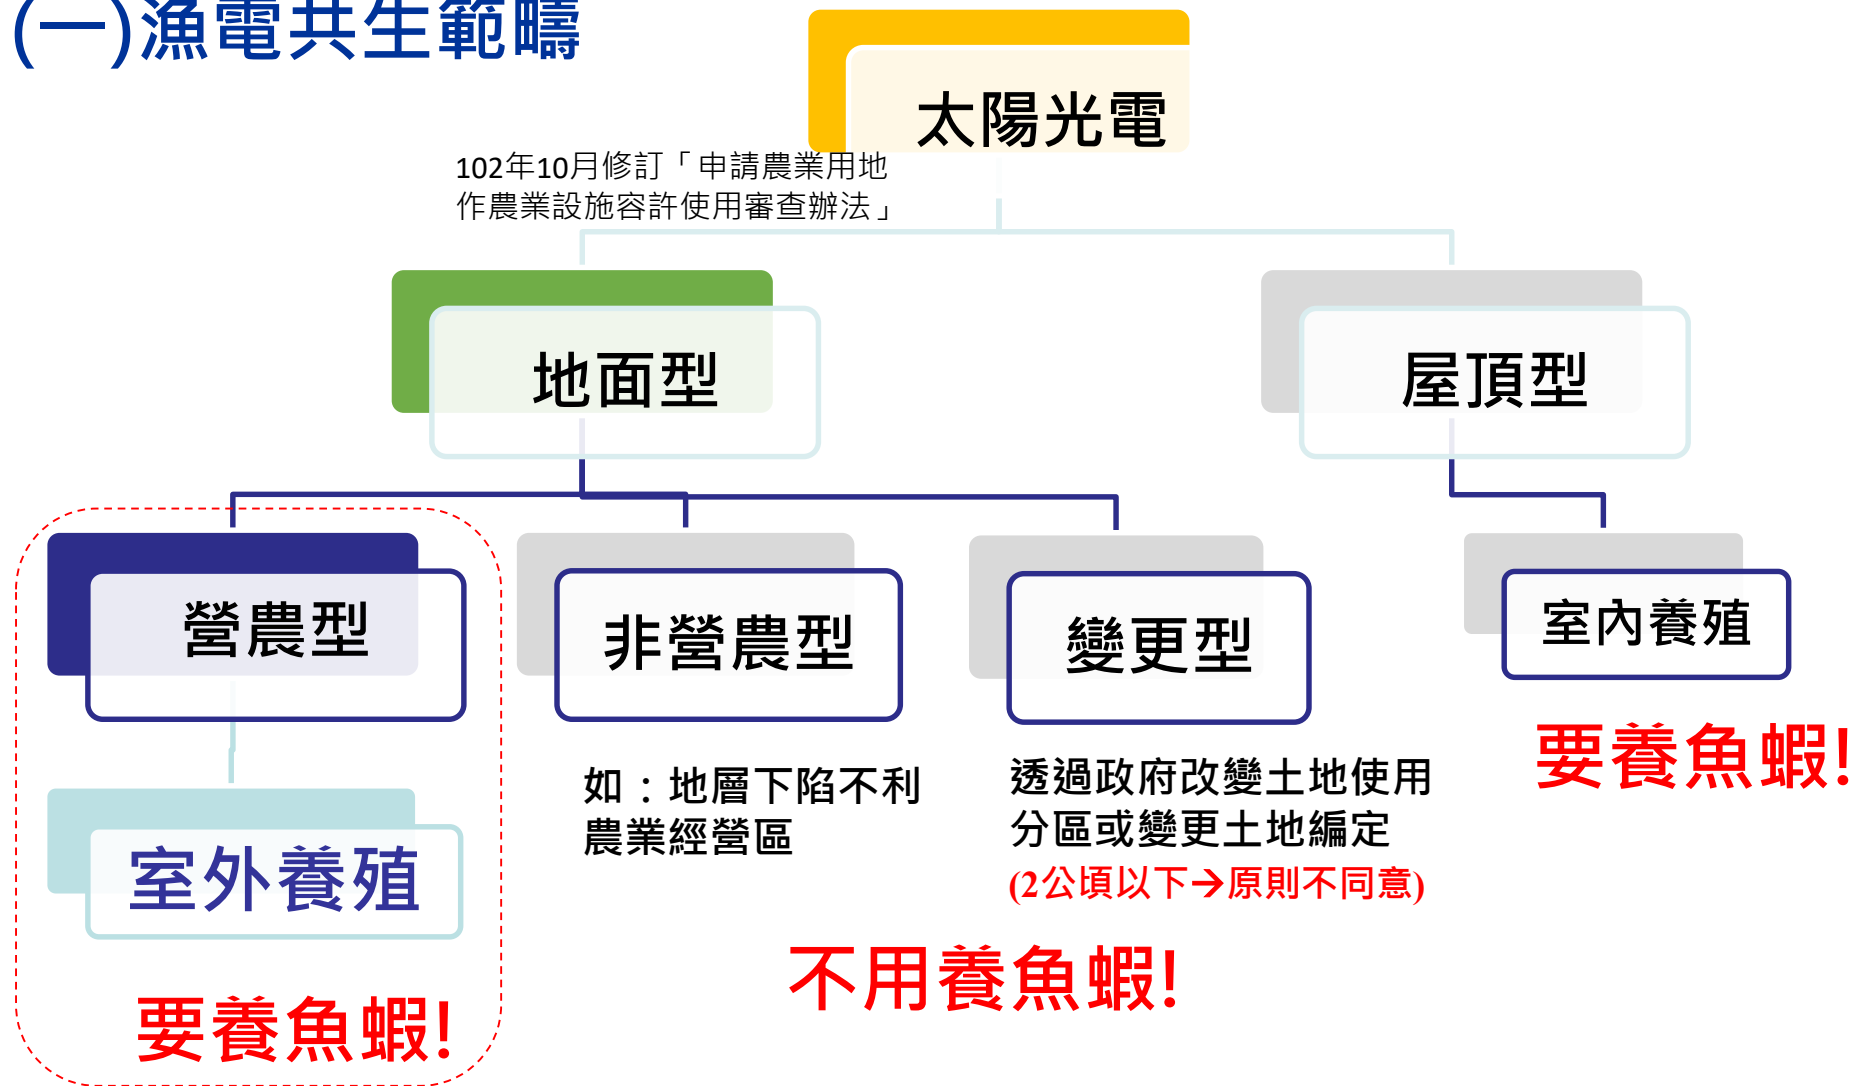 (一)漁電共生範疇
太陽光電
102年10月修訂「申請農業用地
作農業設施容許使用審查辦法」
地面型
屋頂型
營農型
非營農型
變更型
室內養殖
要養魚蝦!
如：地層下陷不利
農業經營區
透過政府改變土地使用
分區或變更土地編定
(2公頃以下→原則不同意)
室外養殖
不用養魚蝦!
要養魚蝦!